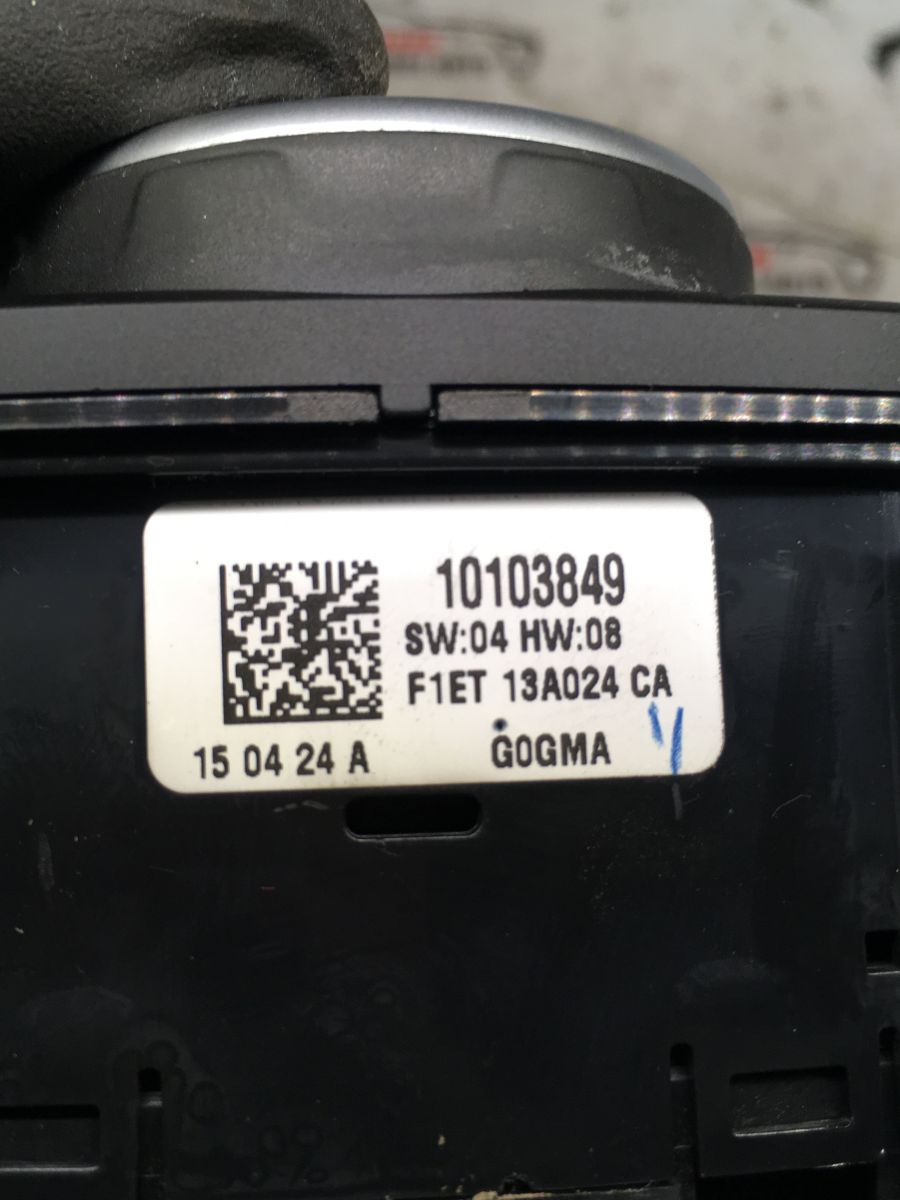 10103849
SW:04 HW:08
F1ET 13A024 CA
15 04 24 A
G0GMA